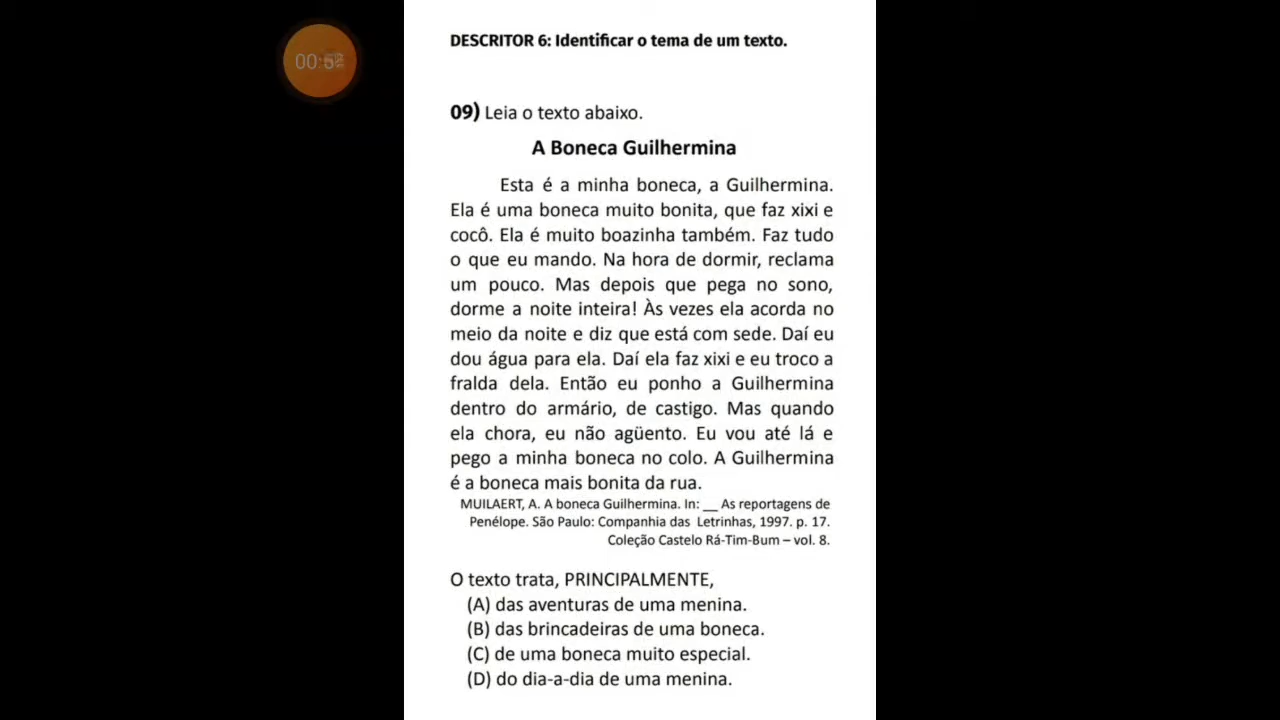 DESCRITOR 6: Identificar o tema de um texto.
09) Leia o texto abaixo.
A Boneca Guilhermina
Esta é a minha boneca, a Guilhermina.
Ela é uma boneca muito bonita, que faz xixi e
cocô. Ela é muito boazinha também. Faz tudo
o que eu mando. Na hora de dormir, reclama
um pouco. Mas depois que pega no sono,
dorme a noite inteira! Às vezes ela acorda no
meio da noite e diz que está com sede. Daí eu
dou água para ela. Daí ela faz xixi e eu troco a
fralda dela. Então eu ponho a Guilhermina
dentro do armário, de castigo. Mas quando
ela chora, eu não agüento. Eu vou até lá e
pego a minha boneca no colo. A Guilhermina
é a boneca mais bonita da rua.
MUILAERT, A. A boneca Guilhermina. In: __ As reportagens de
Penélope. São Paulo: Companhia das Letrinhas, 1997. p. 17.
Coleção Castelo Rá-Tim-Bum – vol. 8.
O texto trata, PRINCIPALMENTE,
(A) das aventuras de uma menina.
(B) das brincadeiras de uma boneca.
(C) de uma boneca muito especial.
(D) do dia-a-dia de uma menina.